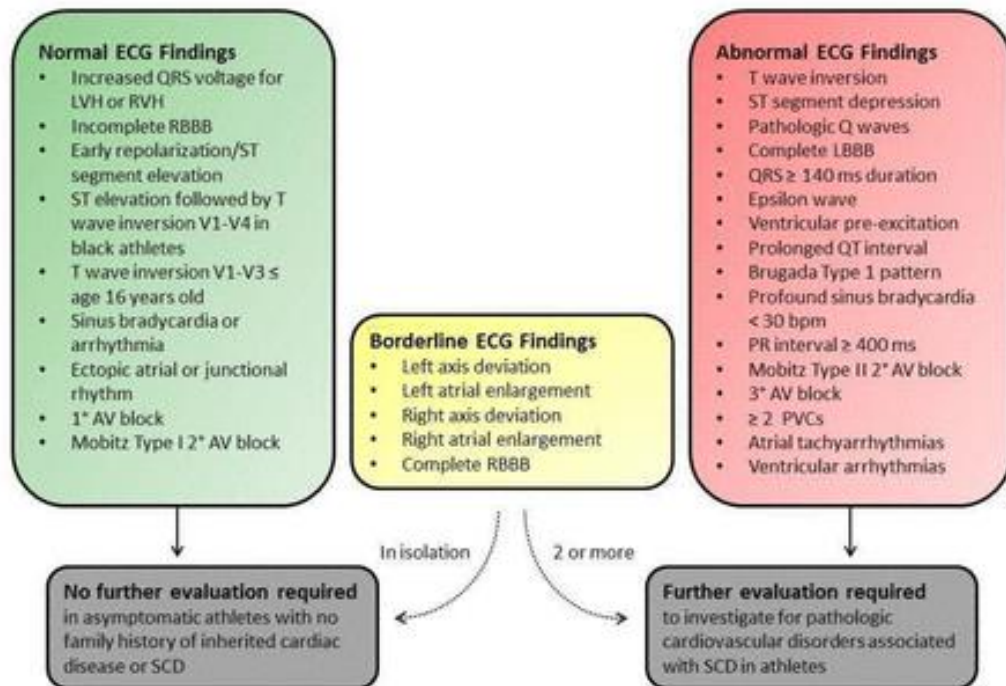 Normal ECG Findings
• Increased QRS voltage for
LVH or RVH
• Incomplete RBBB
• Early repolarization/ST
segment elevation
• ST elevation followed by T
wave inversion V1-V4 in
black athletes
• T wave inversion V1-V3 ≤
age 16 years old
• Sinus bradycardia or
arrhythmia
• Ectopic atrial or junctional
rhythm
• 1° AV block
• Mobitz Type I 2° AV block
Borderline ECG Findings
• Left axis deviation
• Left atrial enlargement
• Right axis deviation
• Right atrial enlargement
• Complete RBBB
Abnormal ECG Findings
• T wave inversion
• ST segment depression
• Pathologic Q waves
• Complete LBBB
• QRS ≥ 140 ms duration
• Epsilon wave
• Ventricular pre-excitation
• Prolonged QT interval
• Brugada Type 1 pattern
• Profound sinus bradycardia
< 30 bpm
• PR interval ≥ 400 ms
• Mobitz Type II 2° AV block
• 3° AV block
• ≥ 2 PVCs
• Atrial tachyarrhythmias
• Ventricular arrhythmias
In isolation
2 or more
No further evaluation required
in asymptomatic athletes with no
family history of inherited cardiac
disease or SCD
Further evaluation required
to investigate for pathologic
cardiovascular disorders associated
with SCD in athletes